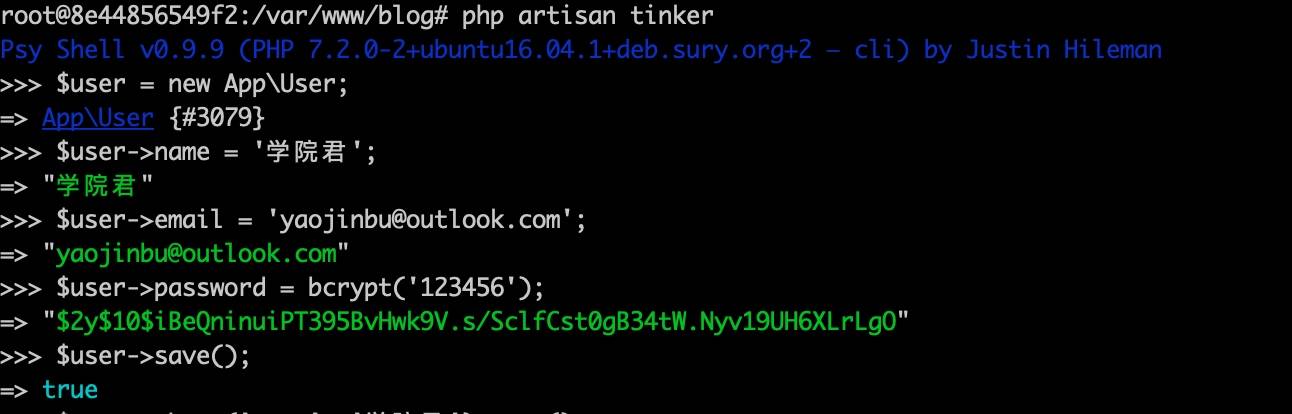 root@8e44856549f2:/var/www/blog# php artisan tinker
Psy Shell v0.9.9 (PHP 7.2.0-2+ubuntu16.04.1+deb.sury.org+2 — cli) by Justin Hileman
>>> $user = new App\User;
=> App\User {#3079}
>>> $user->name = '学院君';
=> "学院君"
>>> $user->email = 'yaojinbu@outlook.com';
=> "yaojinbu@outlook.com"
>>> $user->password = bcrypt('123456');
=> "$2y$10$iBeQninuiPT395BvHwk9V.s/SclfCst0gB34tW.Nyv19UH6XLrLgO"
>>> $user->save();
=> true